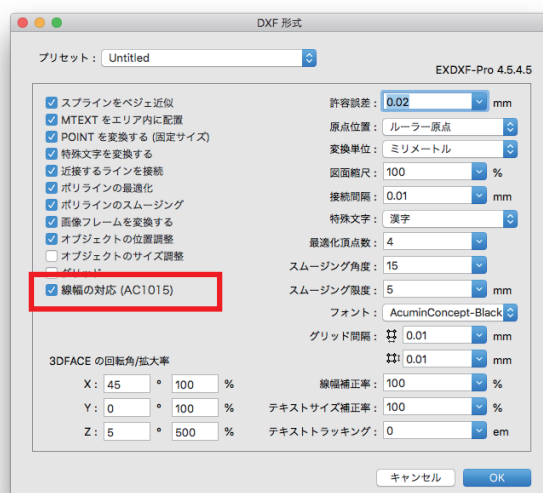 DXF 形式
プリセット： Untitled
EXDXF-Pro 4.5.4.5
スプラインをベジェ近似
MTEXT をエリア内に配置
POINT を変換する (固定サイズ)
特殊文字を変換する
近接するラインを接続
ポリラインの最適化
ポリラインのスムージング
画像フレームを変換する
オブジェクトの位置調整
オブジェクトのサイズ調整
グリッド
線幅の対応 (AC1015)
3DFACE の回転角/拡大率
X： 45 ° 100 %
Y： 0 ° 100 %
Z： 5 ° 500 %
許容誤差： 0.02 mm
原点位置： ルーラー原点
変換単位： ミリメートル
図面縮尺： 100 %
接続間隔： 0.01 mm
特殊文字： 漢字
最適化頂点数： 4
スムージング角度： 15
スムージング限度： 5 mm
フォント： AcuminConcept-Black
グリッド間隔： 0.01 mm
0.01 mm
線幅補正率： 100 %
テキストサイズ補正率： 100 %
テキストトラッキング： 0 em
キャンセル OK